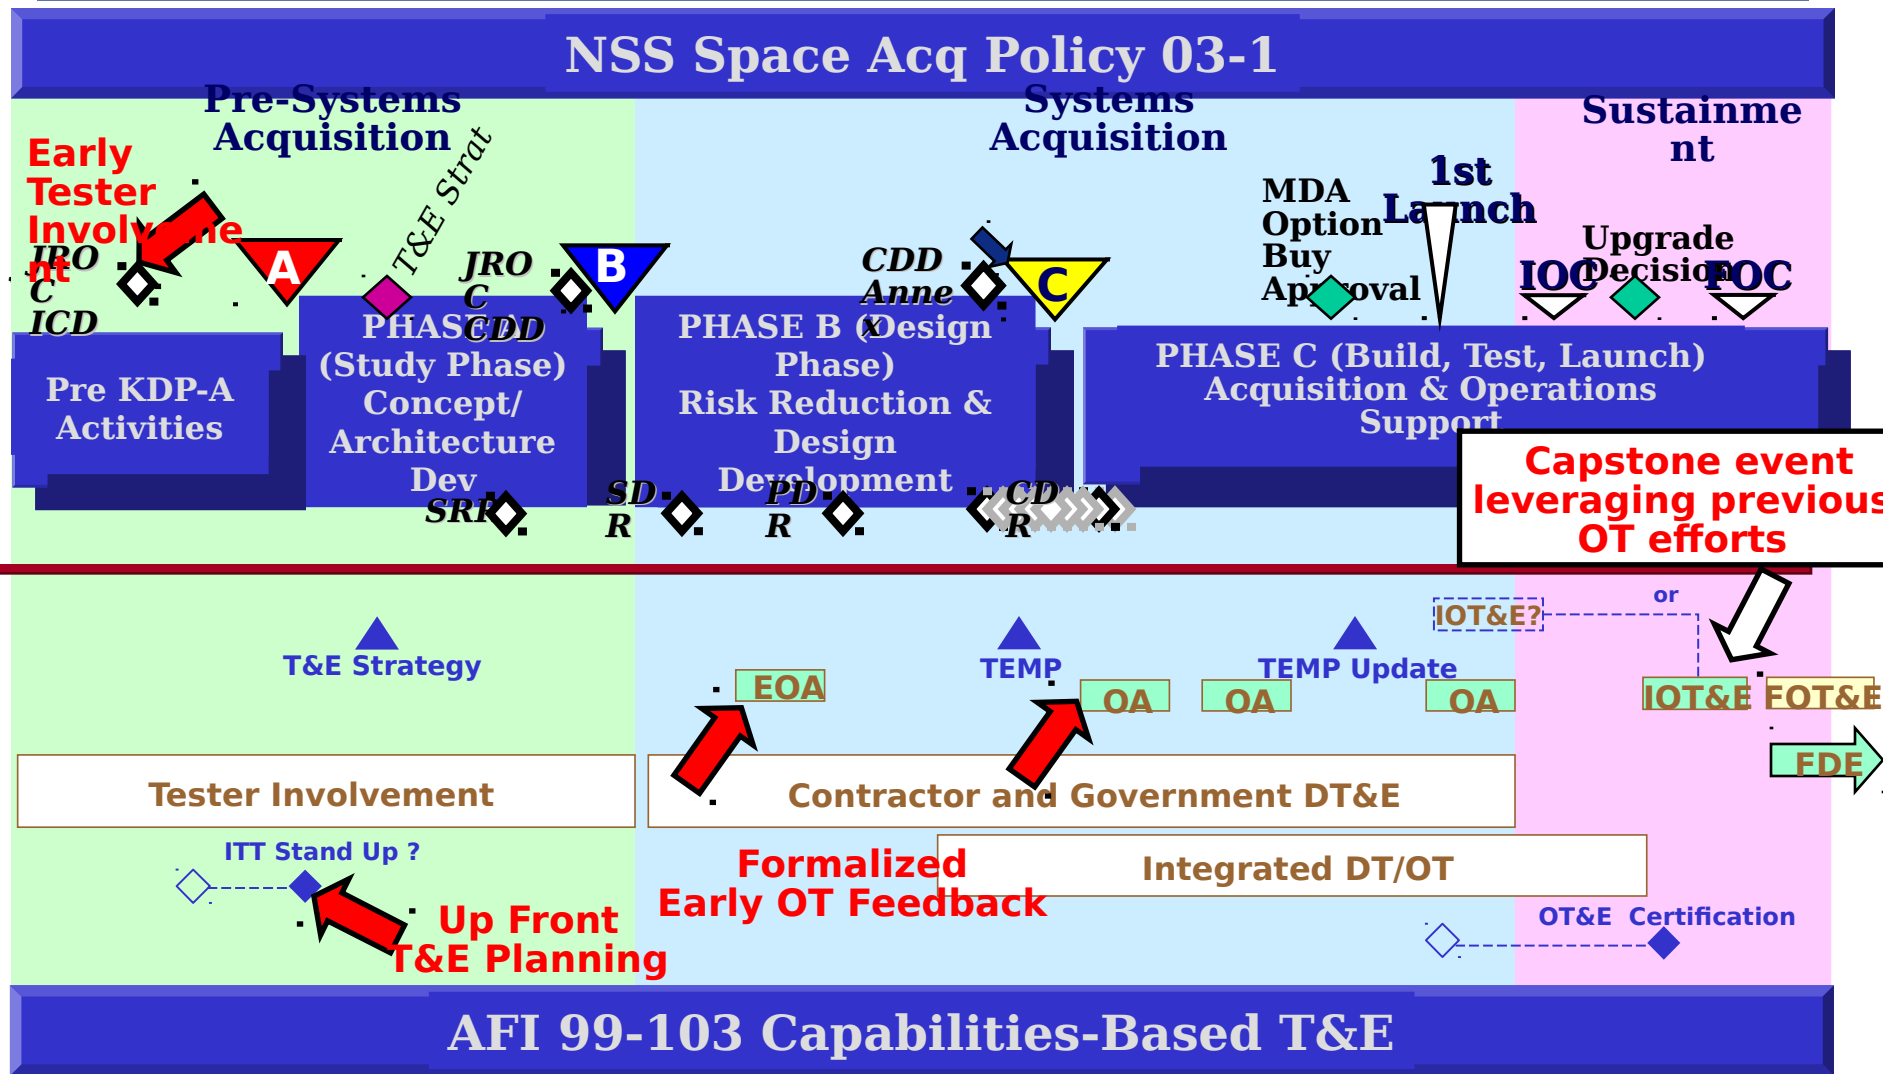 NSS Space Acq Policy 03-1
Pre-Systems
Acquisition
Systems
Acquisition
Sustainme
nt
Early
Tester
Involveme
nt
JRO
C
ICD
A
T&E Strat
JRO
C
CDD
B
CDD
Anne
x
C
MDA
Option
Buy
Approval
1st
Launch
IOC
Upgrade
Decision
FOC
Pre KDP-A
Activities
PHASE A
(Study Phase)
Concept/
Architecture
Dev
PHASE B (Design
Phase)
Risk Reduction &
Design
Development
PHASE C (Build, Test, Launch)
Acquisition & Operations
Support
SRR
SD
R
PD
R
CD
R
Capstone event
leveraging previous
OT efforts
T&E Strategy
TEMP
TEMP Update
IOT&E?
or
EOA
OA
OA
OA
IOT&E
FOT&E
FDE
Tester Involvement
Contractor and Government DT&E
ITT Stand Up ?
Formalized
Early OT Feedback
Integrated DT/OT
Up Front
T&E Planning
OT&E  Certification
AFI 99-103 Capabilities-Based T&E